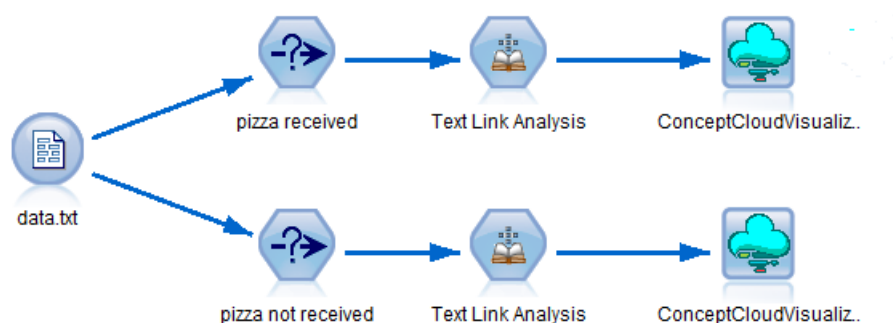 pizza received
Text Link Analysis
ConceptCloudVisualiz..
data.txt
pizza not received
Text Link Analysis
ConceptCloudVisualiz..